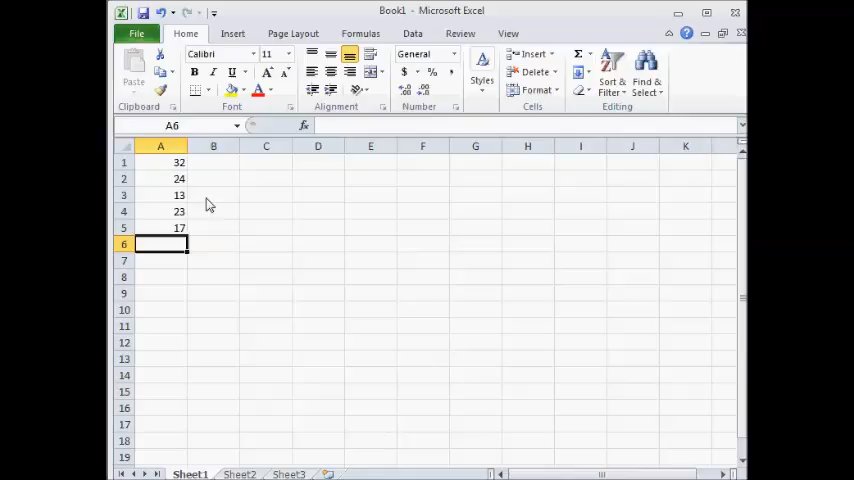 Book1 - Microsoft Excel
File Home Insert Page Layout Formulas Data Review View
Calibri 11 General Insert Σ
Paste B I U A A $ % , Styles Delete Sort & Find &
A Format Filter Select
Clipboard Font Alignment Number Cells Editing
A6 fx
A B C D E F G H I J K
1 32
2 24
3 13
4 23
5 17
6
7
8
9
10
11
12
13
14
15
16
17
18
19
Sheet1 Sheet2 Sheet3